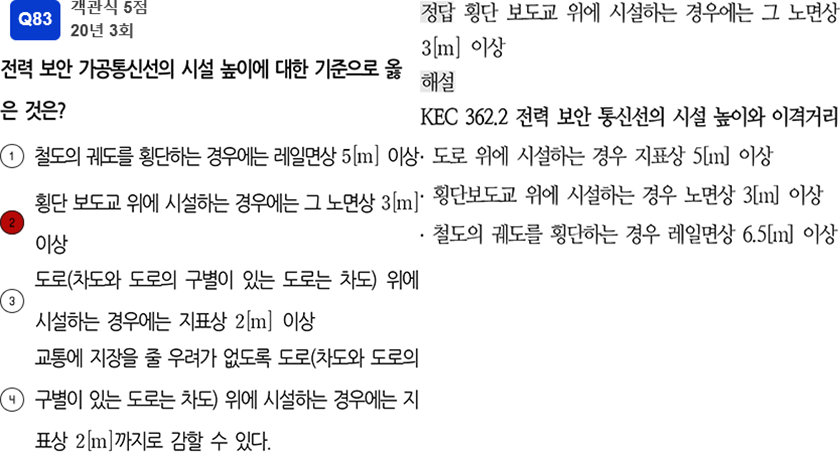 Q83
객관식 5점
20년 3회
전력 보안 가공통신선의 시설 높이에 대한 기준으로 옳
은 것은?
1 철도의 궤도를 횡단하는 경우에는 레일면상 5[m] 이상
횡단 보도교 위에 시설하는 경우에는 그 노면상 3[m]
2
이상
도로(차도와 도로의 구별이 있는 도로는 차도) 위에
3
시설하는 경우에는 지표상 2[m] 이상
교통에 지장을 줄 우려가 없도록 도로(차도와 도로의
4 구별이 있는 도로는 차도) 위에 시설하는 경우에는 지
표상 2[m]까지로 감할 수 있다.
정답 횡단 보도교 위에 시설하는 경우에는 그 노면상
3[m] 이상
해설
KEC 362.2 전력 보안 통신선의 시설 높이와 이격거리
· 도로 위에 시설하는 경우 지표상 5[m] 이상
· 횡단보도교 위에 시설하는 경우 노면상 3[m] 이상
· 철도의 궤도를 횡단하는 경우 레일면상 6.5[m] 이상